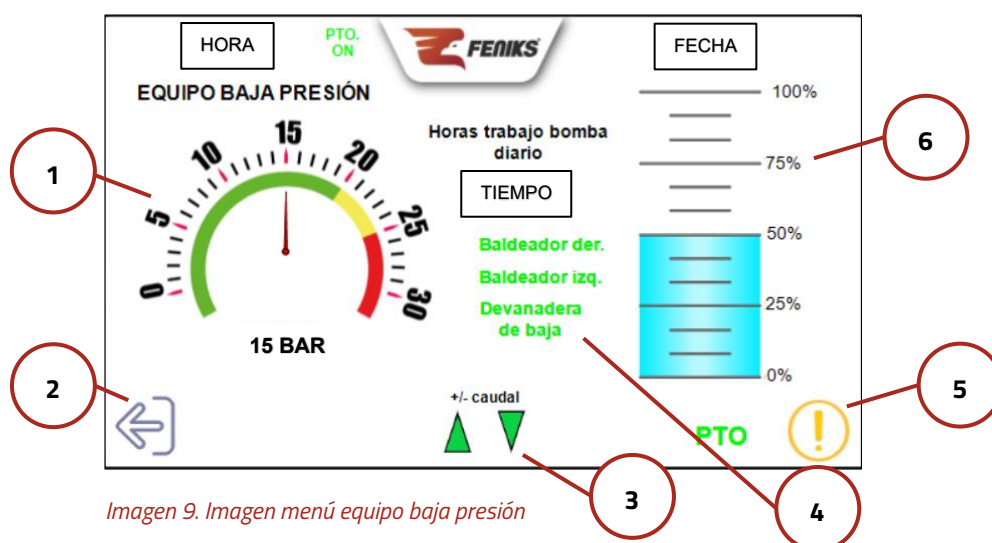 HORA
PTO.
ON
FENIKS
FECHA
EQUIPO BAJA PRESIÓN
0
5
10
15
20
25
30
15 BAR
Horas trabajo bomba
diario
TIEMPO
Baldeador der.
Baldeador izq.
Devanadera
de baja
100%
75%
50%
25%
0%
+/- caudal
PTO
!
1
2
3
4
5
6
Imagen 9. Imagen menú equipo baja presión